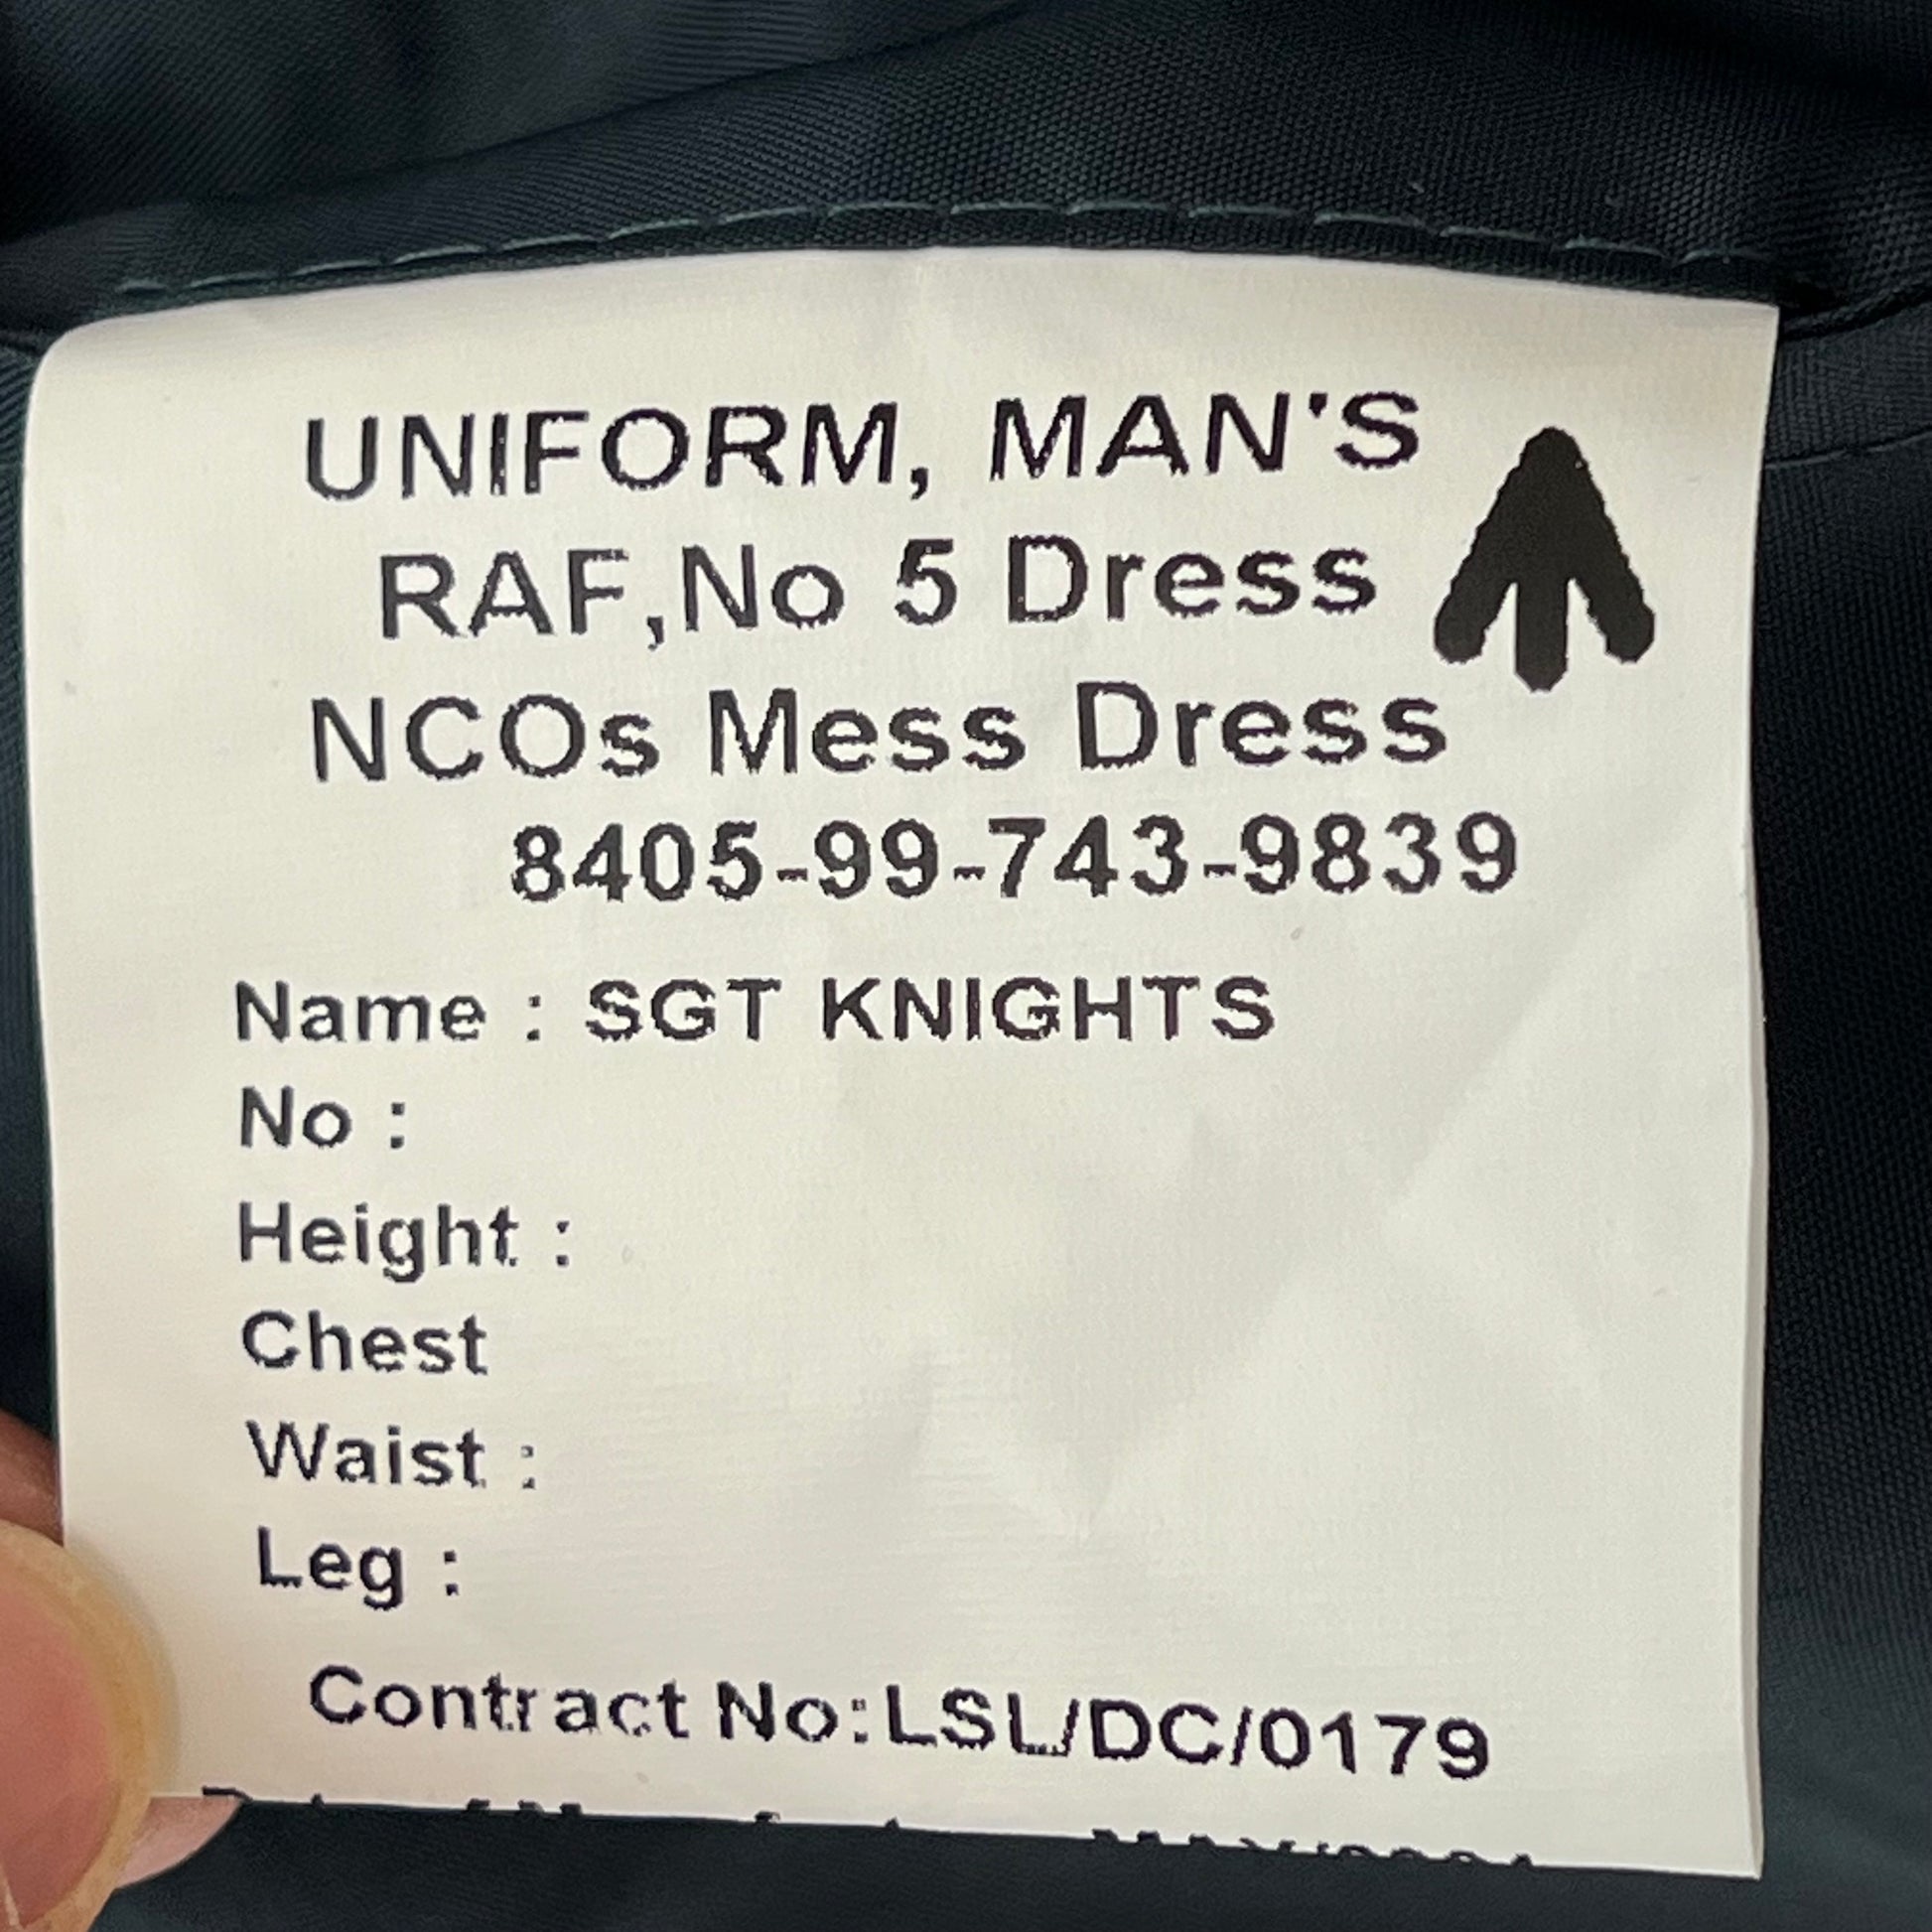 UNIFORM, MAN'S
RAF,No 5 Dress
NCOs Mess Dress
8405-99-743-9839
Name : SGT KNIGHTS
No :
Height :
Chest
Waist :
Leg :
Contract No:LSL/DC/0179